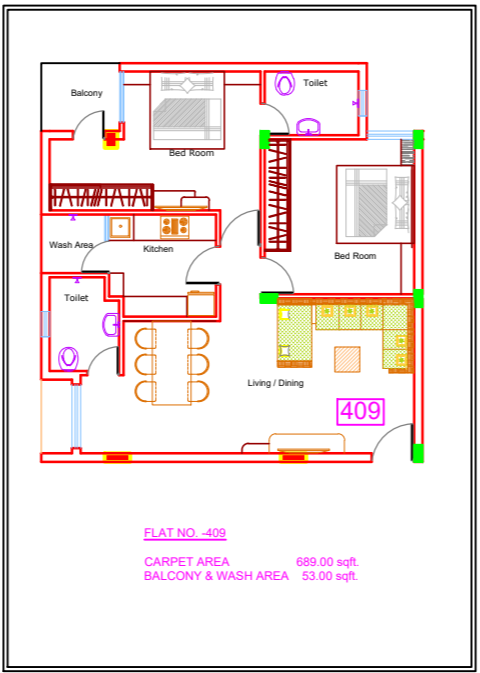 Toilet
Balcony
Bed Room
Wash Area
Kitchen
Bed Room
Toilet
Living / Dining
409
FLAT NO. -409
CARPET AREA 689.00 sqft.
BALCONY & WASH AREA 53.00 sqft.